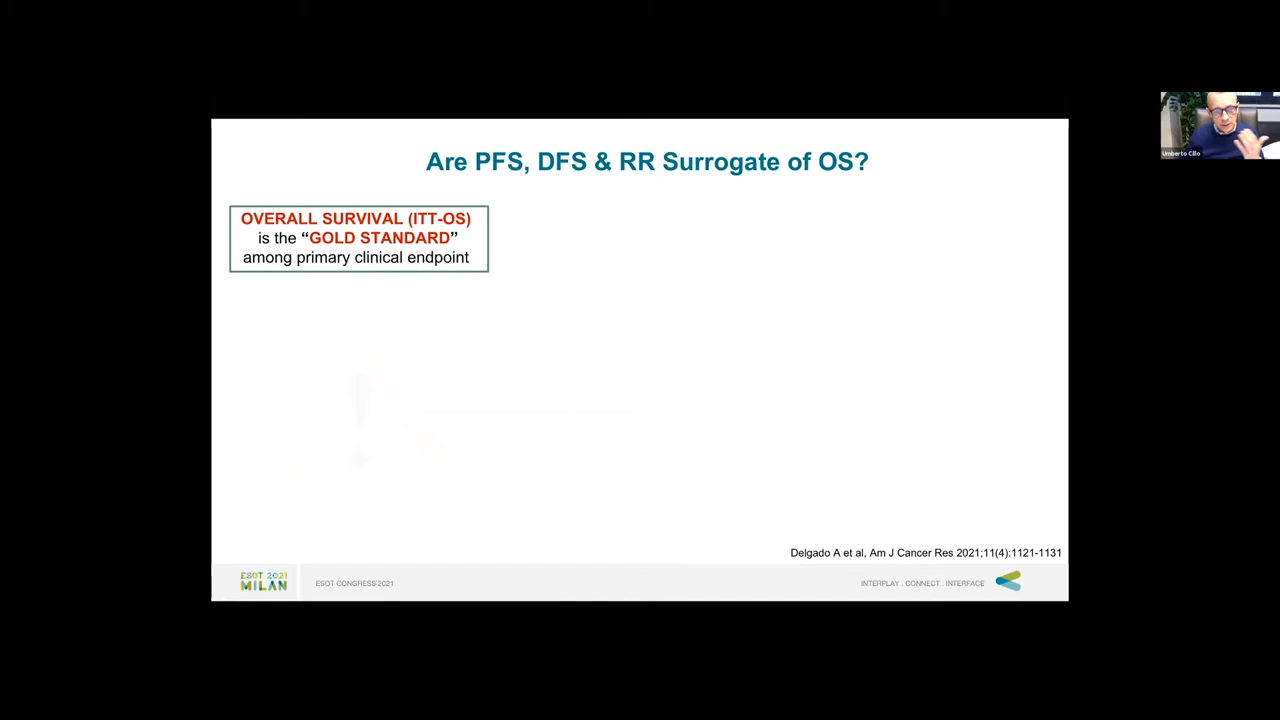 Are PFS, DFS & RR Surrogate of OS?
OVERALL SURVIVAL (ITT-OS)
is the “GOLD STANDARD”
among primary clinical endpoint
Delgado A et al, Am J Cancer Res 2021;11(4):1121-1131
ESOT 2021
MILAN
ESOT CONGRESS 2021
INTERPLAY . CONNECT . INTERFACE
Umberto Cillo